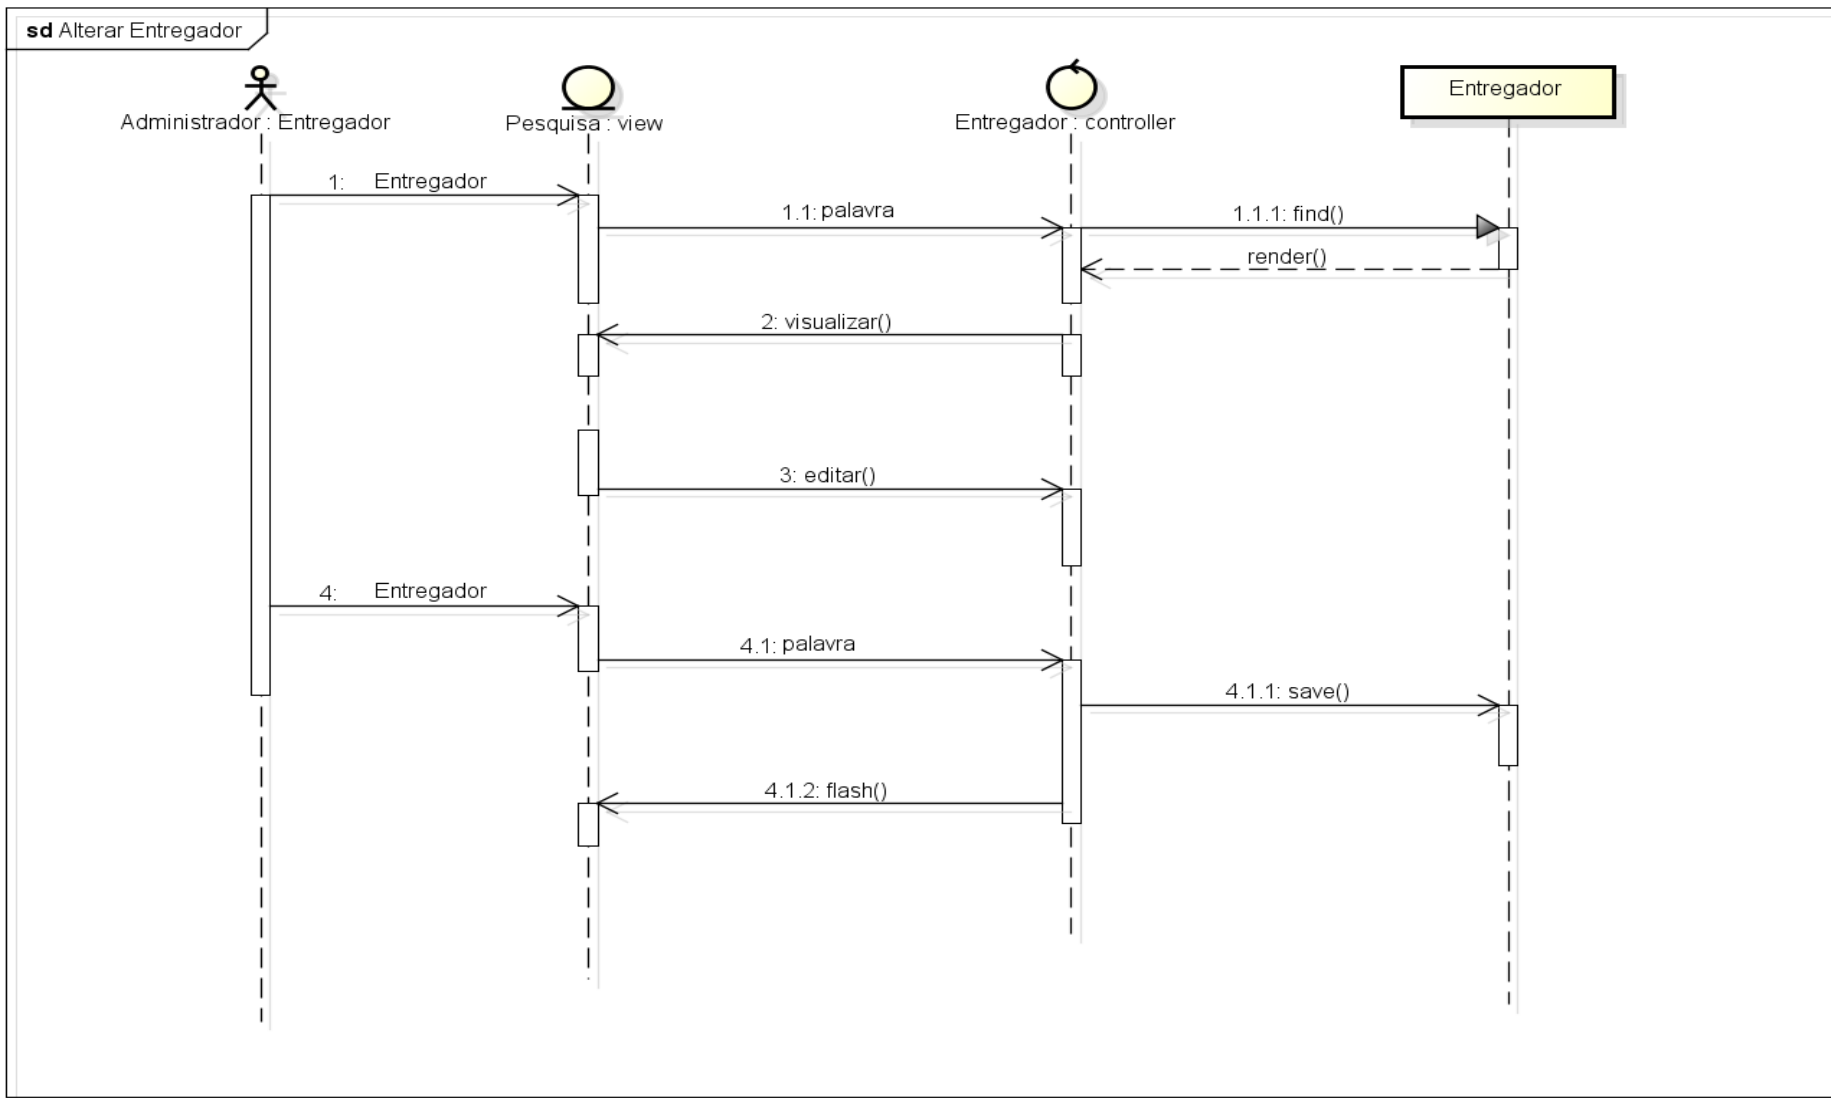 sd Alterar Entregador
Administrador : Entregador
Pesquisa : view
Entregador : controller
Entregador
1: Entregador
1.1: palavra
1.1.1: find()
render()
2: visualizar()
3: editar()
4: Entregador
4.1: palavra
4.1.1: save()
4.1.2: flash()